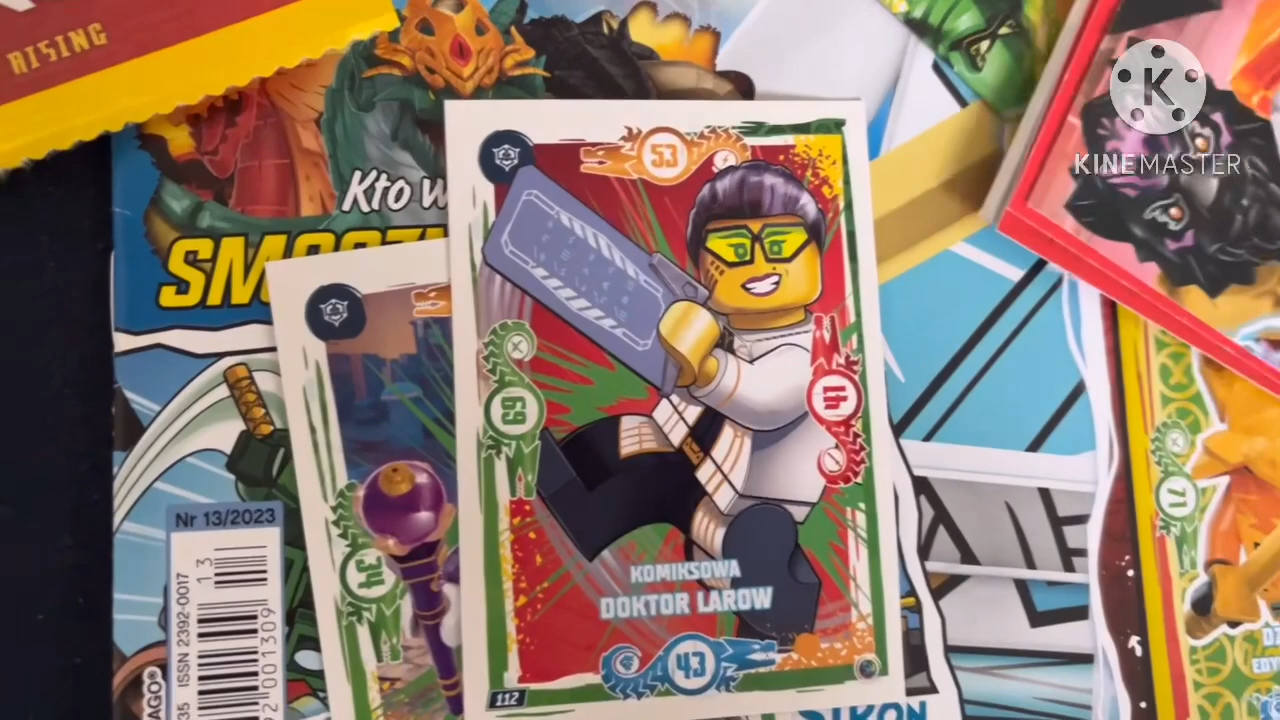 RISING
KINEMASTER
53
Kto w
SMO
69
41
71
34
Nr 13/2023
13
ISSN 2392-0017
KOMIKSOWA
DOKTOR LAROW
43
112